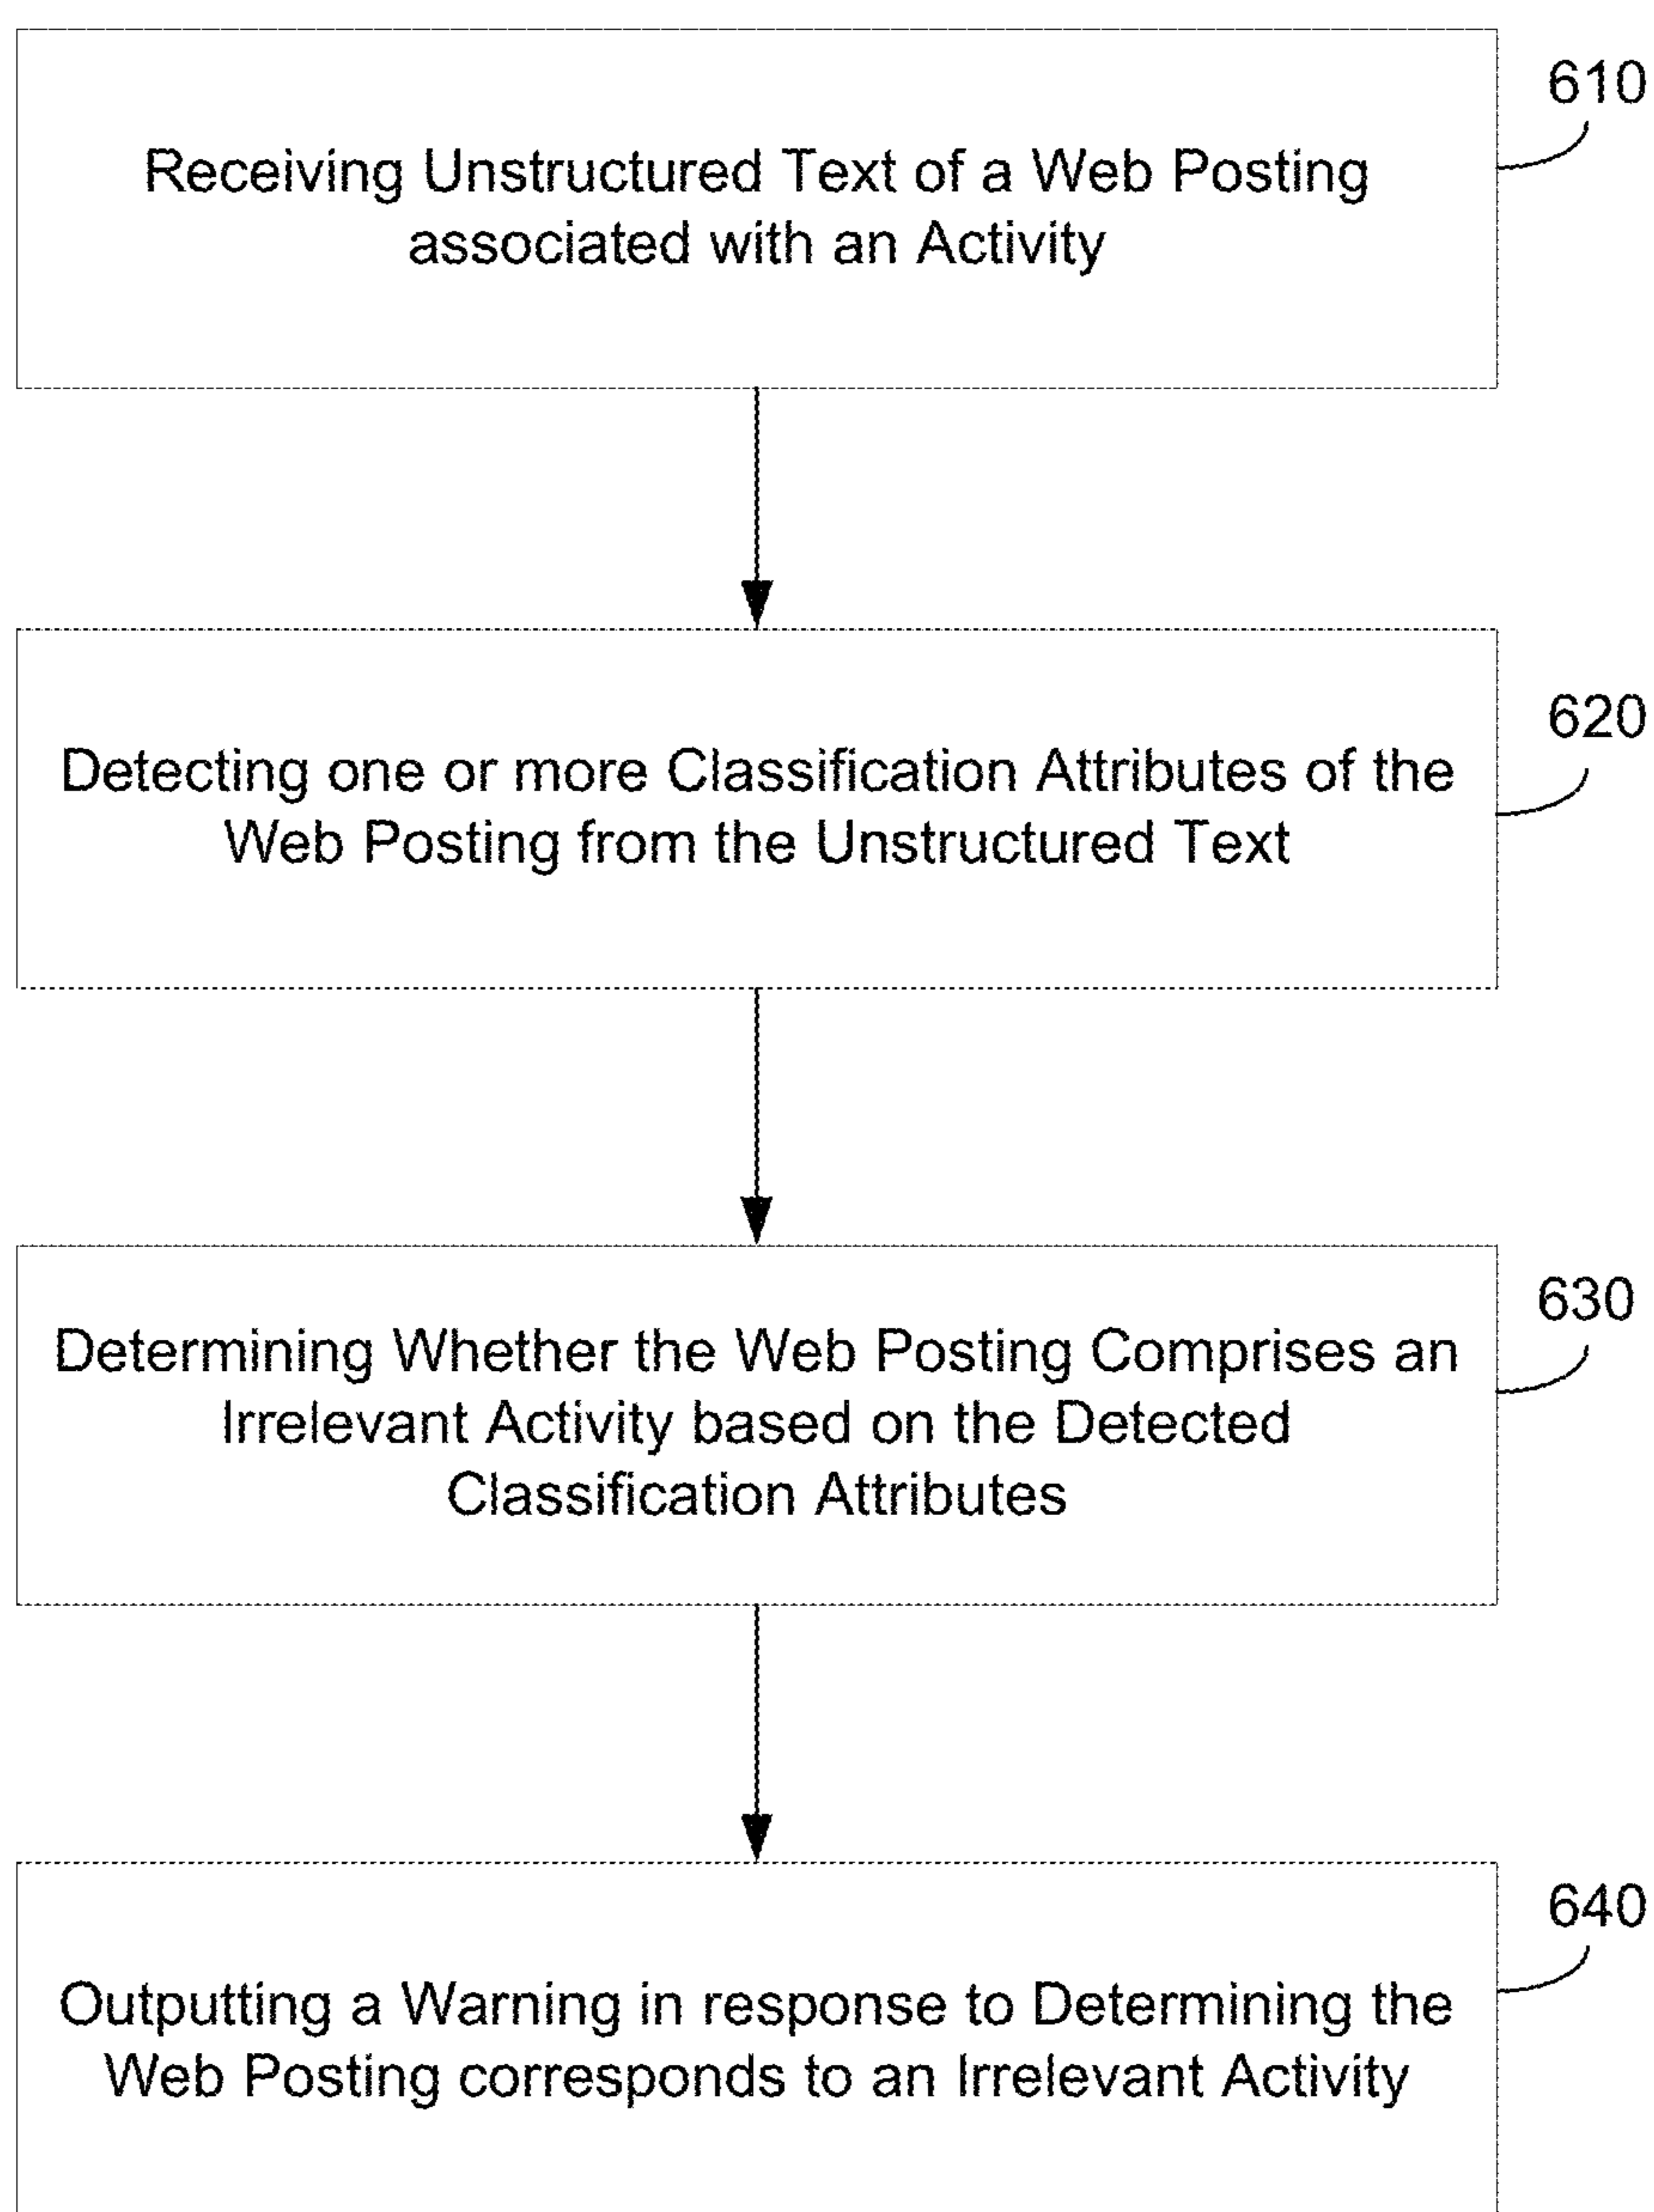 610
Receiving Unstructured Text of a Web Posting
associated with an Activity
620
Detecting one or more Classification Attributes of the
Web Posting from the Unstructured Text
630
Determining Whether the Web Posting Comprises an
Irrelevant Activity based on the Detected
Classification Attributes
640
Outputting a Warning in response to Determining the
Web Posting corresponds to an Irrelevant Activity